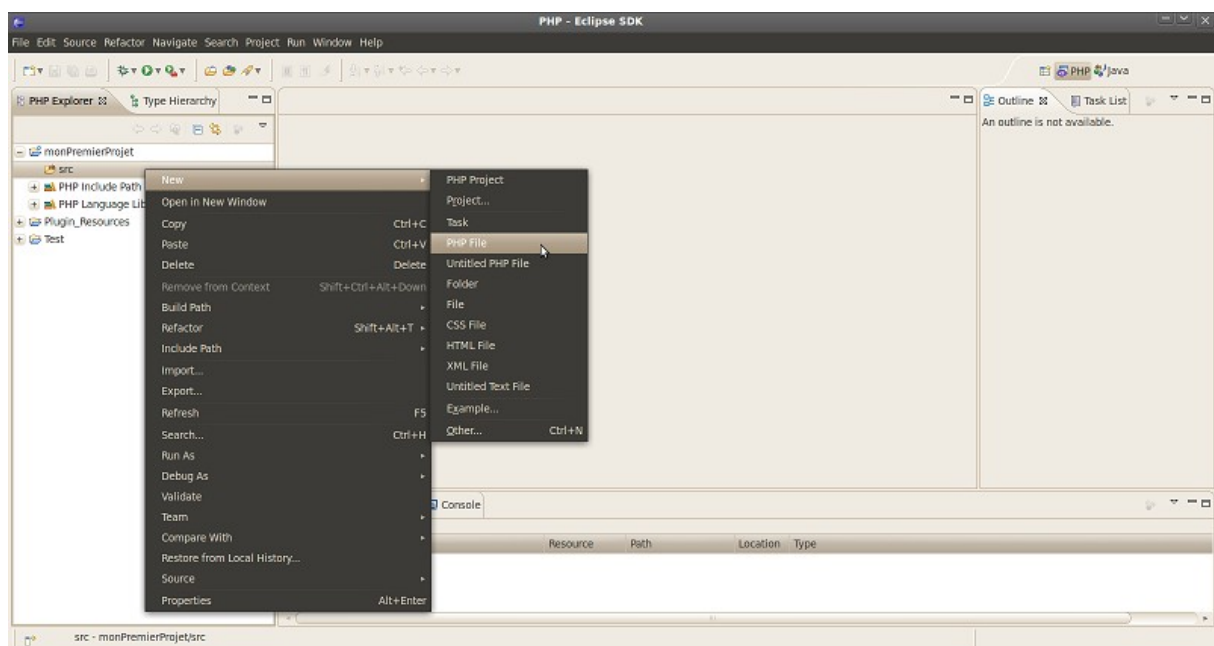 PHP - Eclipse SDK
File Edit Source Refactor Navigate Search Project Run Window Help
PHP Java
PHP Explorer Type Hierarchy
Outline Task List
An outline is not available.
monPremierProjet
src
PHP Include Path
PHP Language Lib
Plugin_Resources
Test
New
Open in New Window
Copy Ctrl+C
Paste Ctrl+V
Delete Delete
Remove from Context Shift+Ctrl+Alt+Down
Build Path
Refactor Shift+Alt+T
Include Path
Import...
Export...
Refresh F5
Search... Ctrl+H
Run As
Debug As
Validate
Team
Compare With
Restore from Local History...
Source
Properties Alt+Enter
PHP Project
Project...
Task
PHP File
Untitled PHP File
Folder
File
CSS File
HTML File
XML File
Untitled Text File
Example...
Other... Ctrl+N
Console
Resource Path Location Type
src - monPremierProjet/src